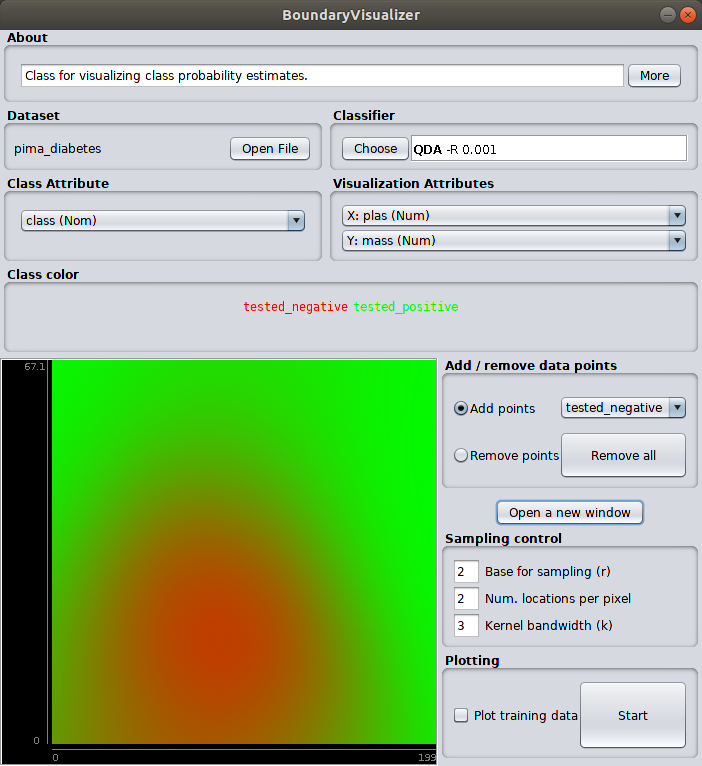 BoundaryVisualizer
About
Class for visualizing class probability estimates.
More
Dataset
pima_diabetes
Open File
Classifier
Choose
QDA -R 0.001
Class Attribute
class (Nom)
Visualization Attributes
X: plas (Num)
Y: mass (Num)
Class color
tested_negative tested_positive
67.1
0
0
199
Add / remove data points
Add points
tested_negative
Remove points
Remove all
Open a new window
Sampling control
2 Base for sampling (r)
2 Num. locations per pixel
3 Kernel bandwidth (k)
Plotting
Plot training data
Start